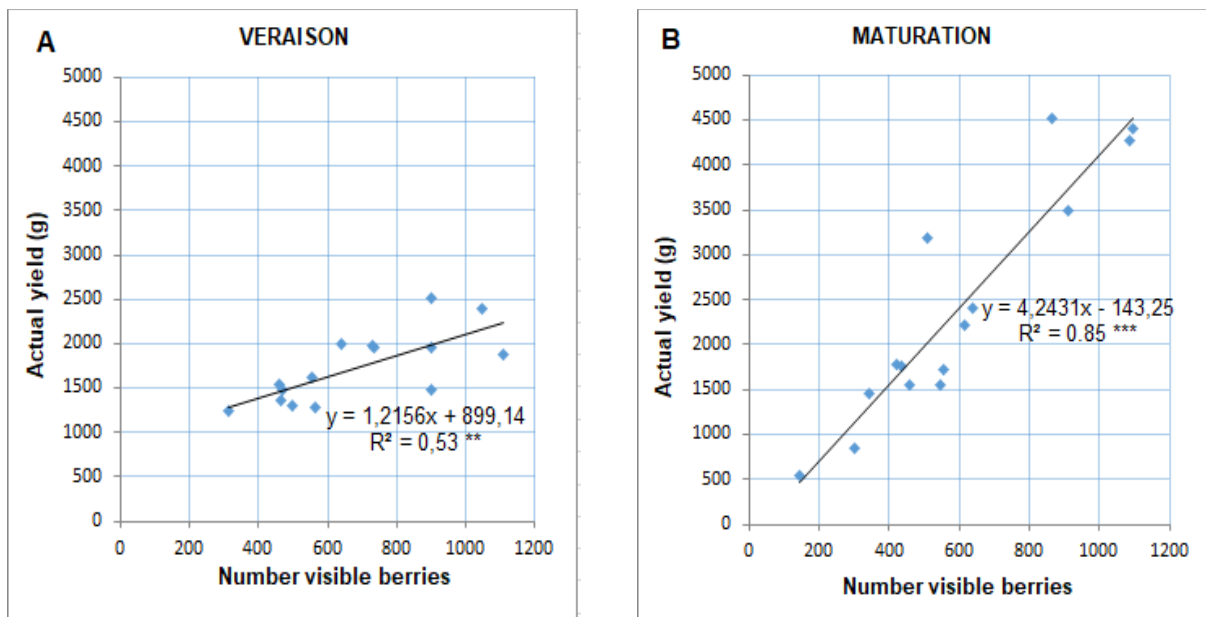 A
VERAISON
5000
4500
4000
3500
3000
2500
2000
1500
1000
500
0
Actual yield (g)
y = 1,2156x + 899,14
R² = 0,53 **
0 200 400 600 800 1000 1200
Number visible berries
B
MATURATION
5000
4500
4000
3500
3000
2500
2000
1500
1000
500
0
Actual yield (g)
y = 4,2431x - 143,25
R² = 0.85 ***
0 200 400 600 800 1000 1200
Number visible berries